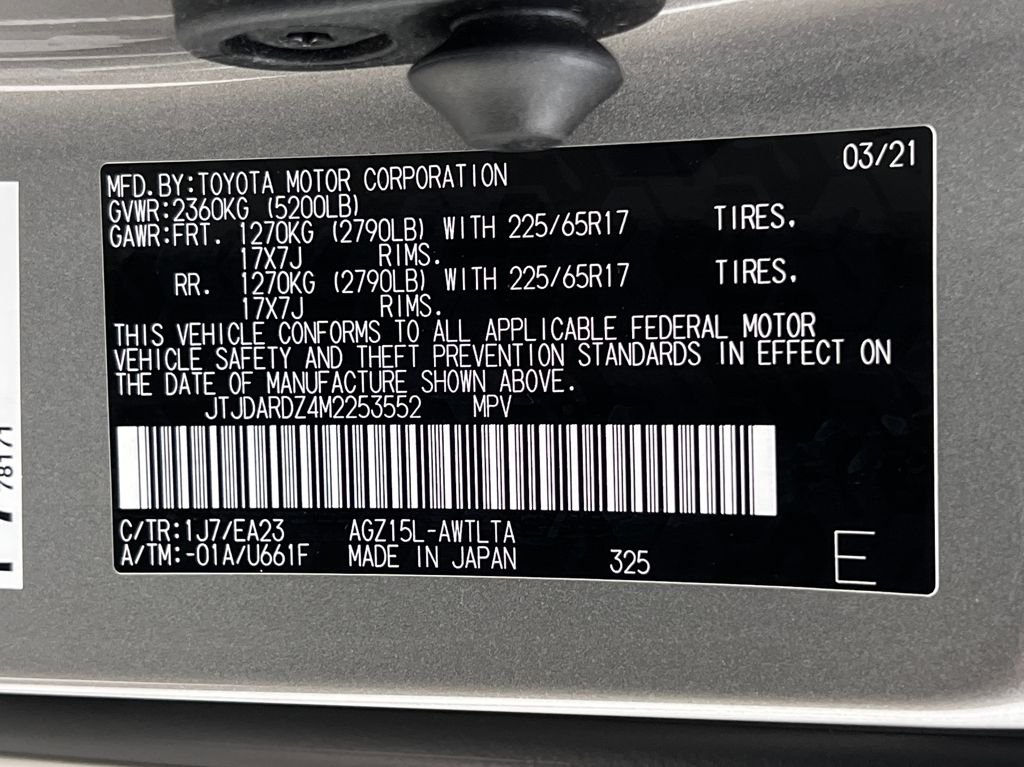 03/21
MFD.BY:TOYOTA MOTOR CORPORATION
GVWR:2360KG (5200LB)
GAWR:FRT. 1270KG (2790LB) WITH 225/65R17 TIRES,
17X7J RIMS.
RR. 1270KG (2790LB) WITH 225/65R17 TIRES,
17X7J RIMS.
THIS VEHICLE CONFORMS TO ALL APPLICABLE FEDERAL MOTOR
VEHICLE SAFETY AND THEFT PREVENTION STANDARDS IN EFFECT ON
THE DATE OF MANUFACTURE SHOWN ABOVE.
JTJDARDZ4M2253552 MPV
C/TR:1J7/EA23 AGZ15L-AWTLTA
A/TM:-01A/U661F MADE IN JAPAN 325
E